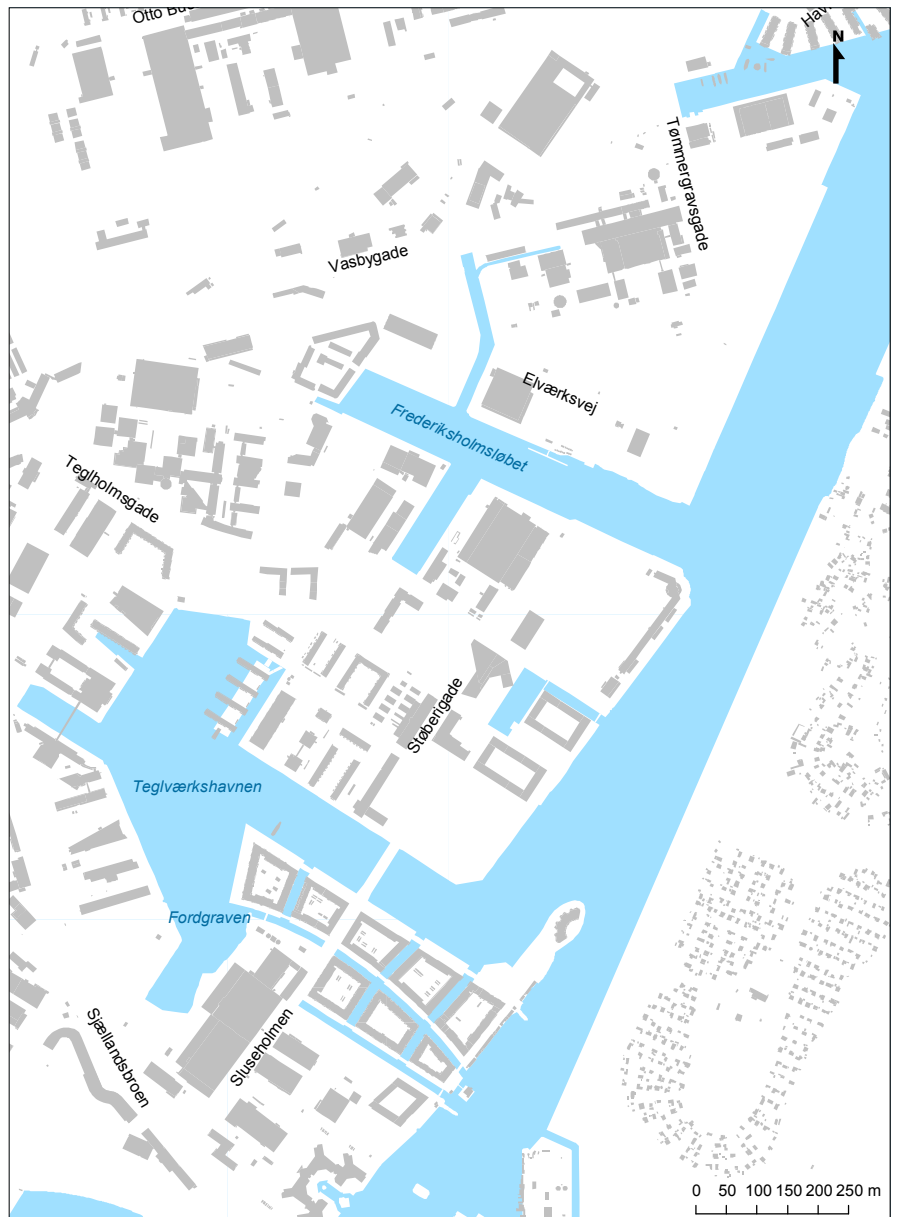 N
Tømmergravsgade
Vasbygade
Elværksvej
Frederiksholmsløbet
Teglholmsgade
Støberigade
Teglværkshavnen
Fordgraven
Sjællandsbroen
Sluseholmen
0 50 100 150 200 250 m